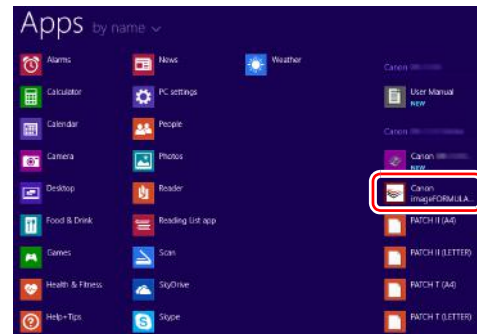 Apps by name
Alarms
Calculator
Calendar
Camera
Desktop
Food & Drink
Games
Health & Fitness
Help+Tips
News
PC settings
People
Photos
Reader
Reading List app
Scan
SkyDrive
Skype
Weather
Canon
User Manual
NEW
Canon
Canon
NEW
Canon
imageFORMULA...
PATCH II (A4)
PATCH II (LETTER)
PATCH T (A4)
PATCH T (LETTER)